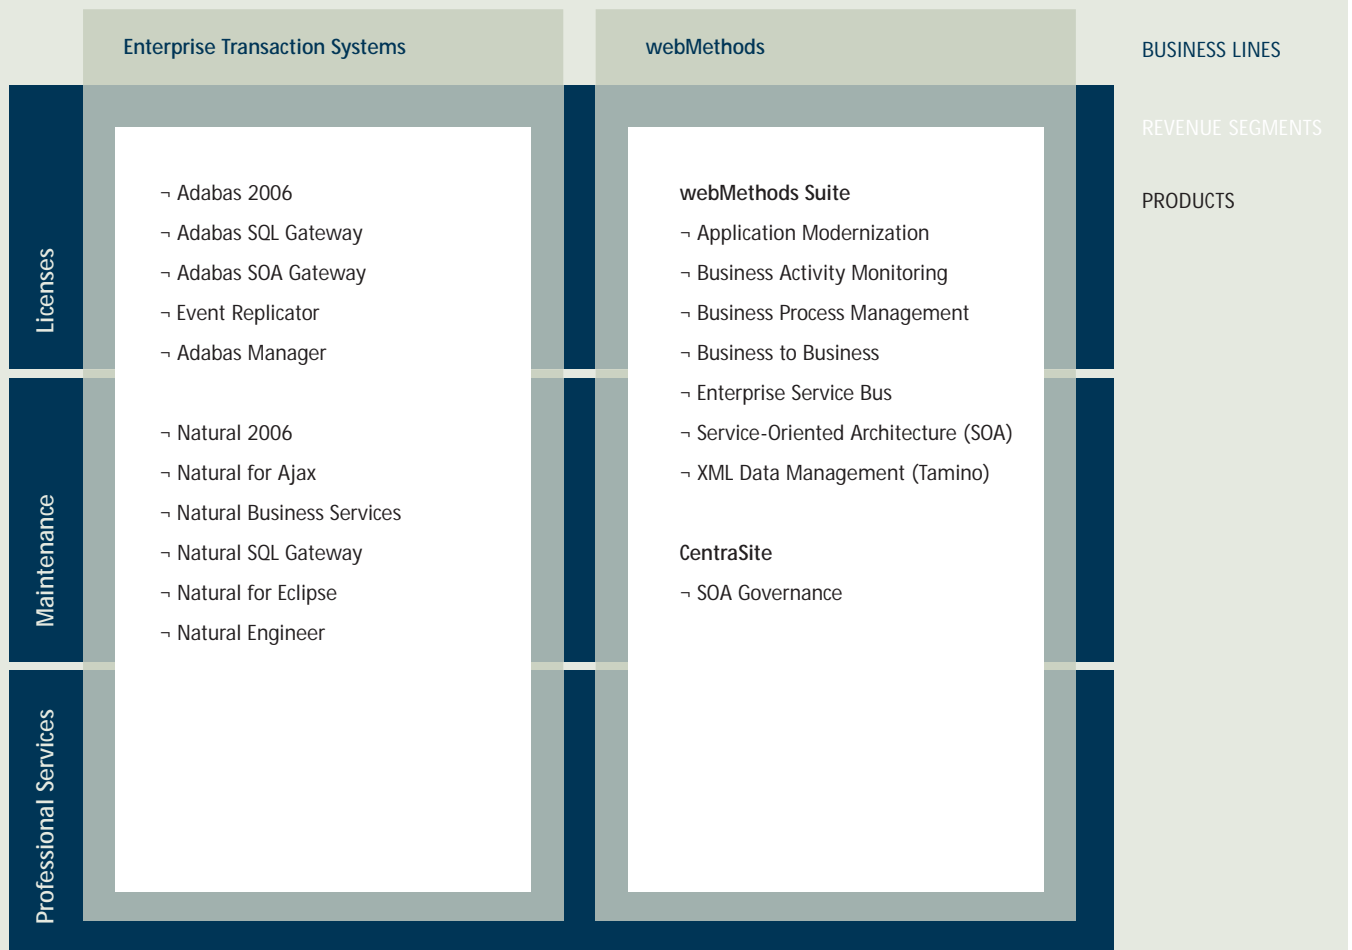 Enterprise Transaction Systems
webMethods
BUSINESS LINES
REVENUE SEGMENTS
PRODUCTS
Licenses
Maintenance
Professional Services
¬ Adabas 2006
¬ Adabas SQL Gateway
¬ Adabas SOA Gateway
¬ Event Replicator
¬ Adabas Manager
¬ Natural 2006
¬ Natural for Ajax
¬ Natural Business Services
¬ Natural SQL Gateway
¬ Natural for Eclipse
¬ Natural Engineer
webMethods Suite
¬ Application Modernization
¬ Business Activity Monitoring
¬ Business Process Management
¬ Business to Business
¬ Enterprise Service Bus
¬ Service-Oriented Architecture (SOA)
¬ XML Data Management (Tamino)
CentraSite
¬ SOA Governance